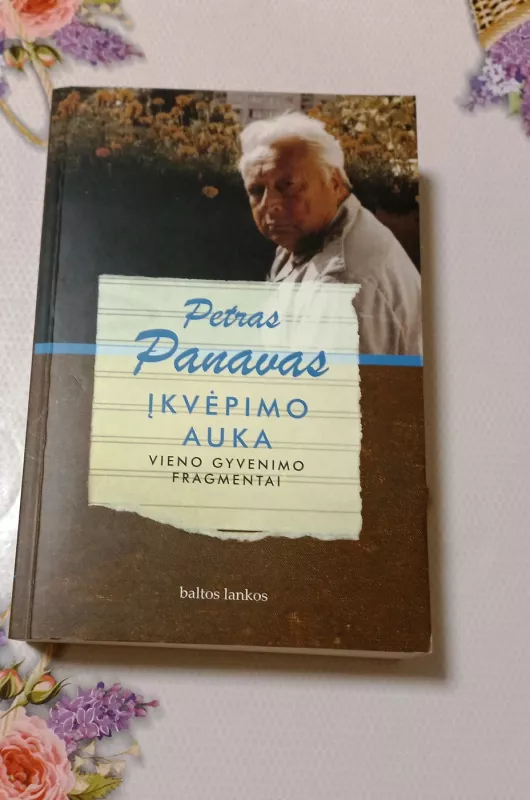 Petras
Panavas
ĮKVĖPIMO
AUKA
VIENO GYVENIMO
FRAGMENTAI
baltos lankos